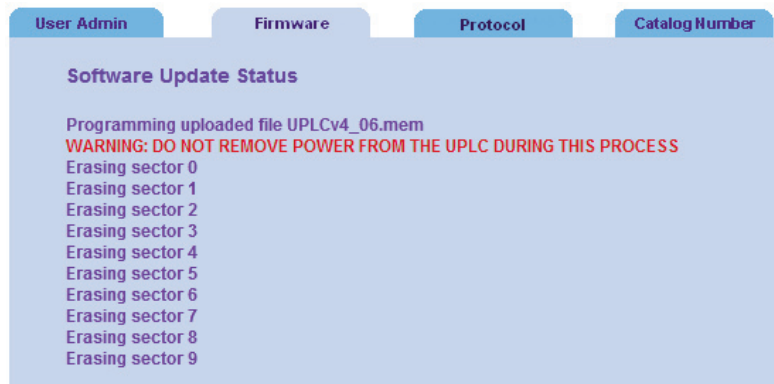 User Admin Firmware Protocol Catalog Number
Software Update Status
Programming uploaded file UPLCv4_06.mem
WARNING: DO NOT REMOVE POWER FROM THE UPLC DURING THIS PROCESS
Erasing sector 0
Erasing sector 1
Erasing sector 2
Erasing sector 3
Erasing sector 4
Erasing sector 5
Erasing sector 6
Erasing sector 7
Erasing sector 8
Erasing sector 9